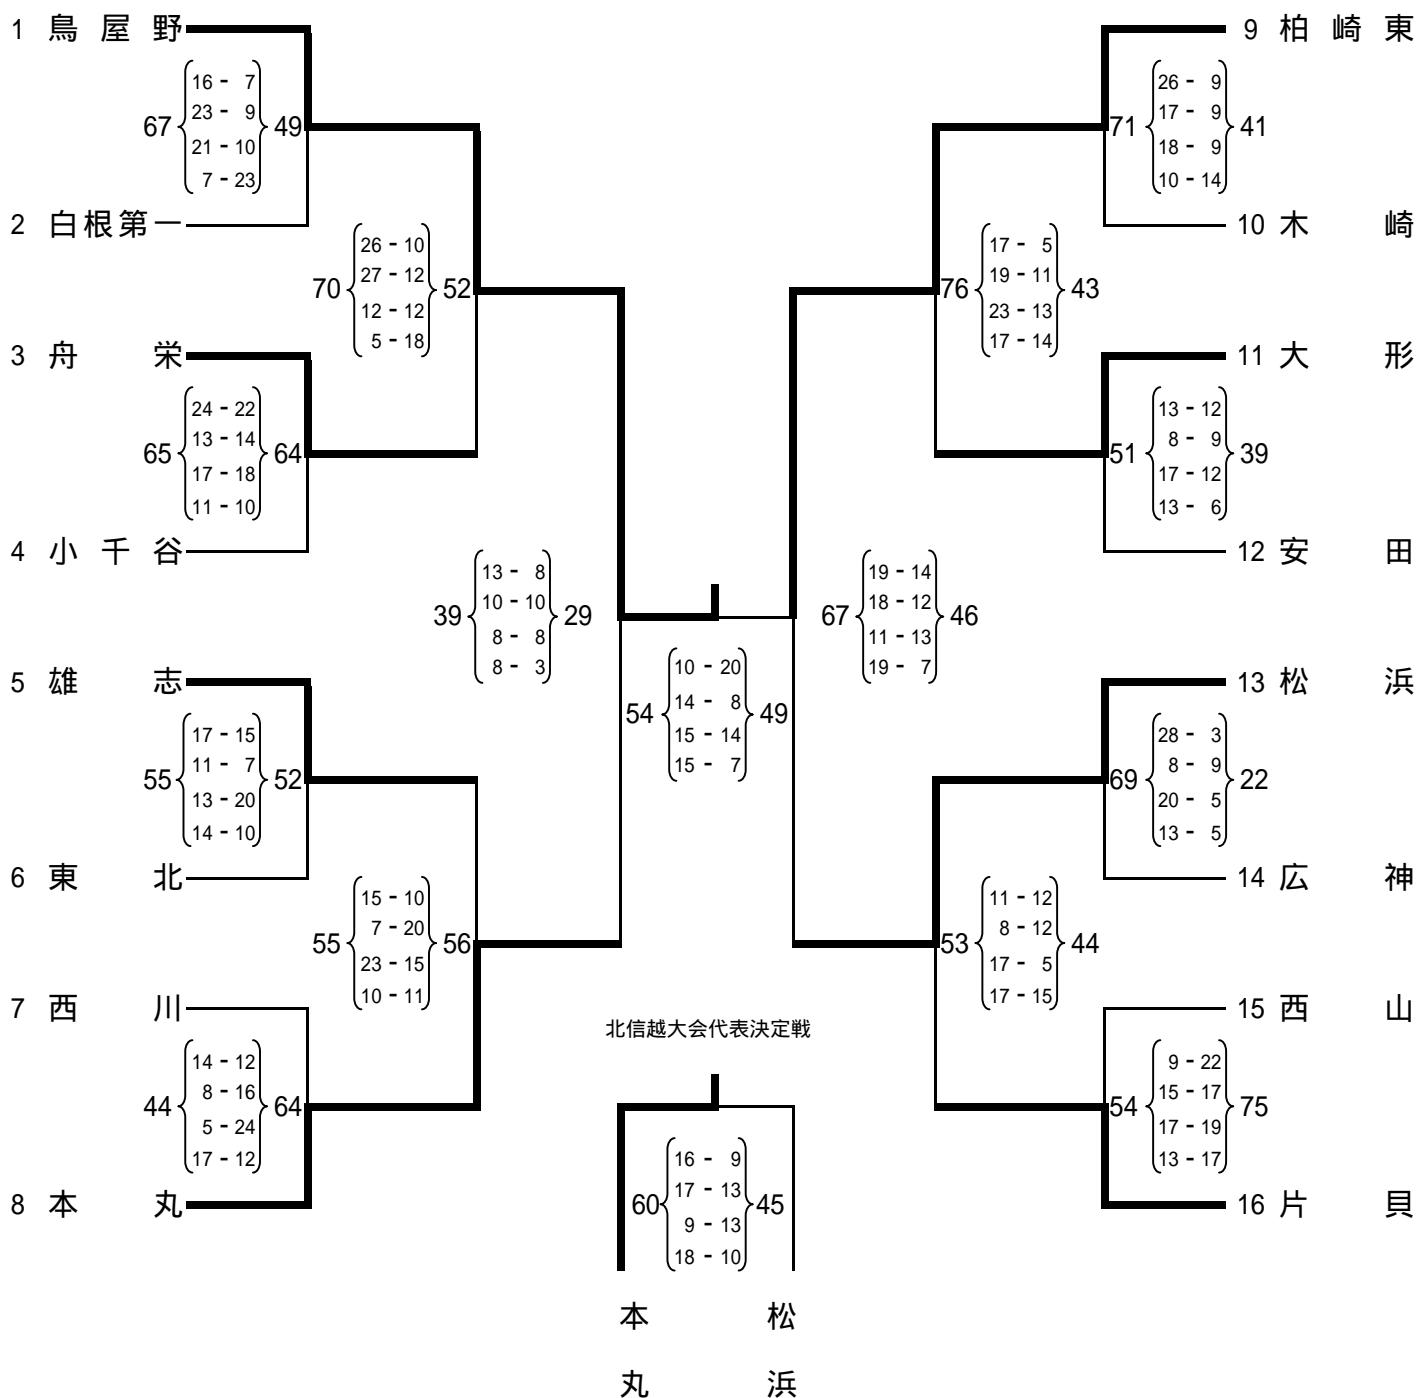 1 鳥屋野
67 49
16 - 7
23 - 9
21 - 10
7 - 23
2 白根第一
70 52
26 - 10
27 - 12
12 - 12
5 - 18
3 舟栄
65 64
24 - 22
13 - 14
17 - 18
11 - 10
4 小千谷
39 29
13 - 8
10 - 10
8 - 8
8 - 3
5 雄志
55 52
17 - 15
11 - 7
13 - 20
14 - 10
6 東北
55 56
15 - 10
7 - 20
23 - 15
10 - 11
7 西川
44 64
14 - 12
8 - 16
5 - 24
17 - 12
8 本丸
54 49
10 - 20
14 - 8
15 - 14
15 - 7
9 柏崎東
71 41
26 - 9
17 - 9
18 - 9
10 - 14
10 木崎
76 43
17 - 5
19 - 11
23 - 13
17 - 14
11 大形
51 39
13 - 12
8 - 9
17 - 12
13 - 6
12 安田
67 46
19 - 14
18 - 12
11 - 13
19 - 7
13 松浜
69 22
28 - 3
8 - 9
20 - 5
13 - 5
14 広神
53 44
11 - 12
8 - 12
17 - 5
17 - 15
15 西山
54 75
9 - 22
15 - 17
17 - 19
13 - 17
16 片貝
北信越大会代表決定戦
60 45
16 - 9
17 - 13
9 - 13
18 - 10
本丸
松浜